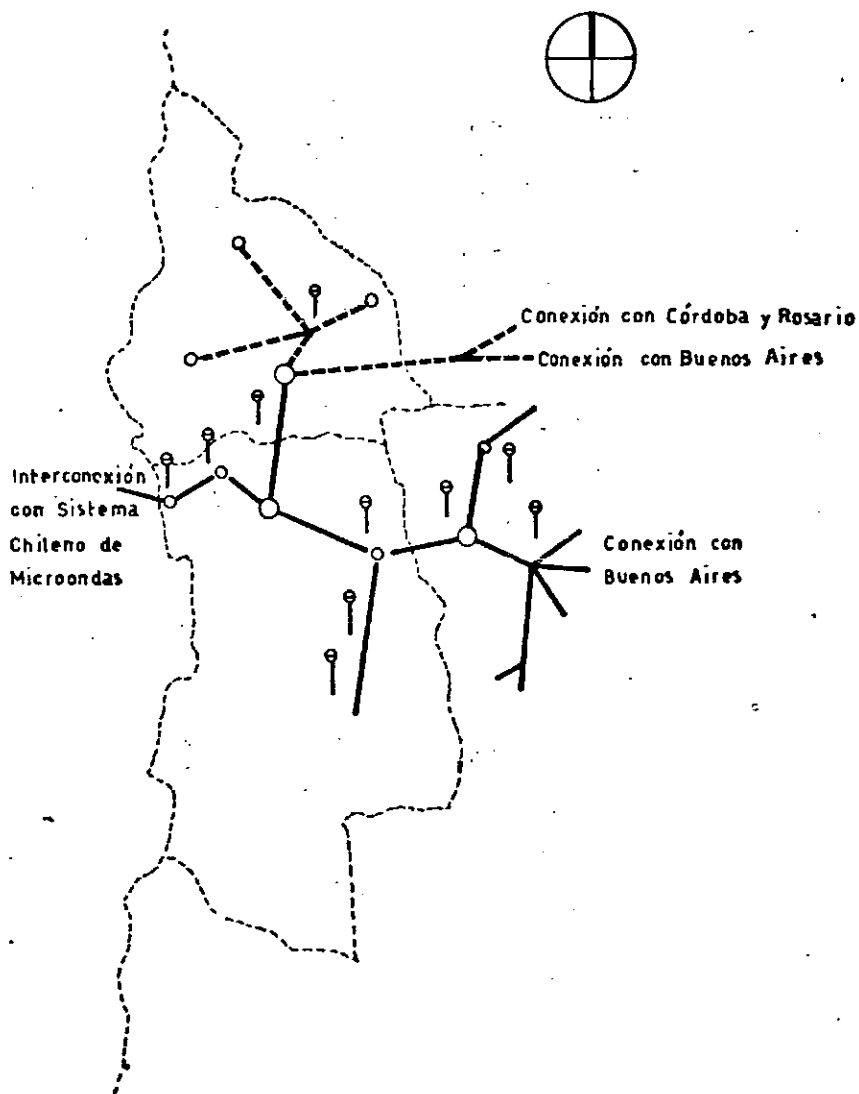 Conexión con Córdoba y Rosario
Conexión con Buenos Aires
Interconexión
con Sistema
Chileno de
Microondas
Conexión con
Buenos Aires